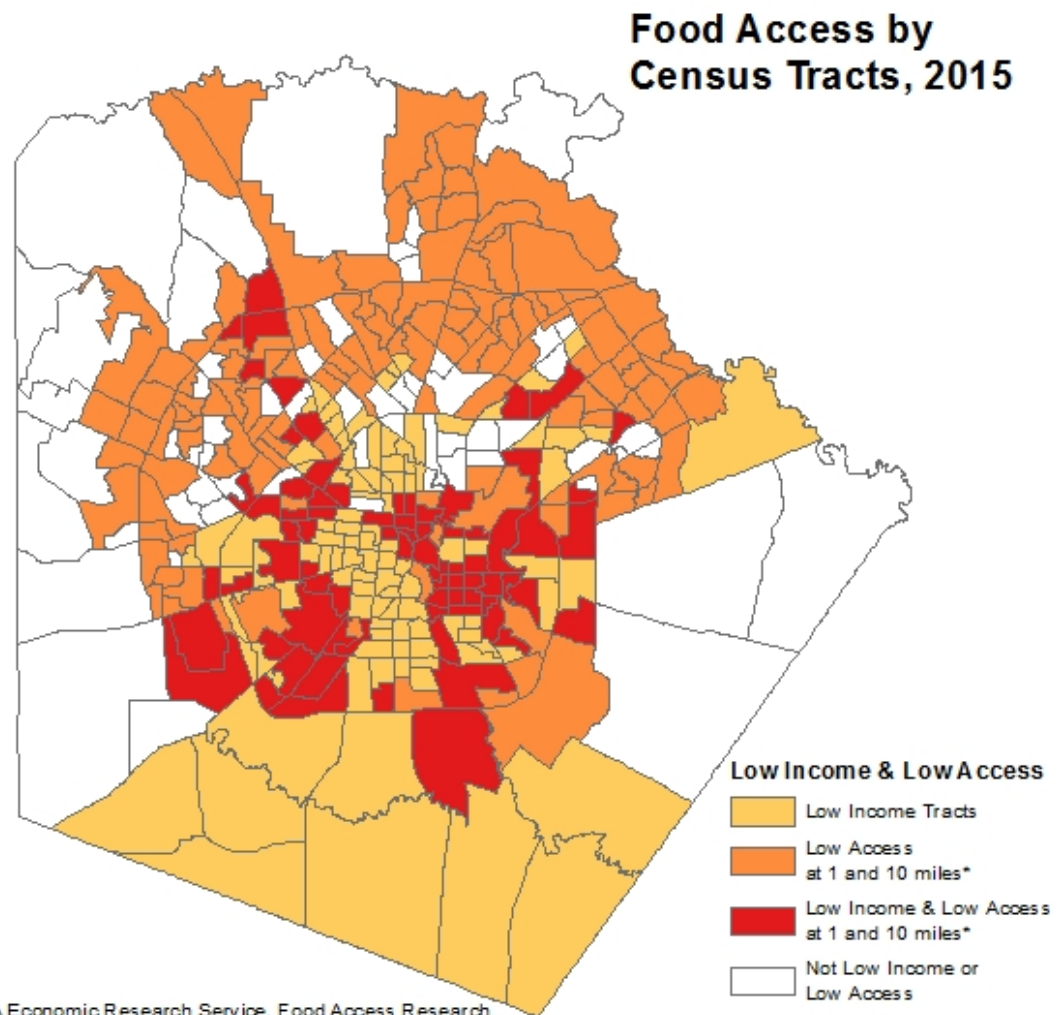 Food Access by
Census Tracts, 2015
Low Income & Low Access
Low Income Tracts
Low Access
at 1 and 10 miles*
Low Income & Low Access
at 1 and 10 miles*
Not Low Income or
Low Access
Economic Research Service, Food Access Research